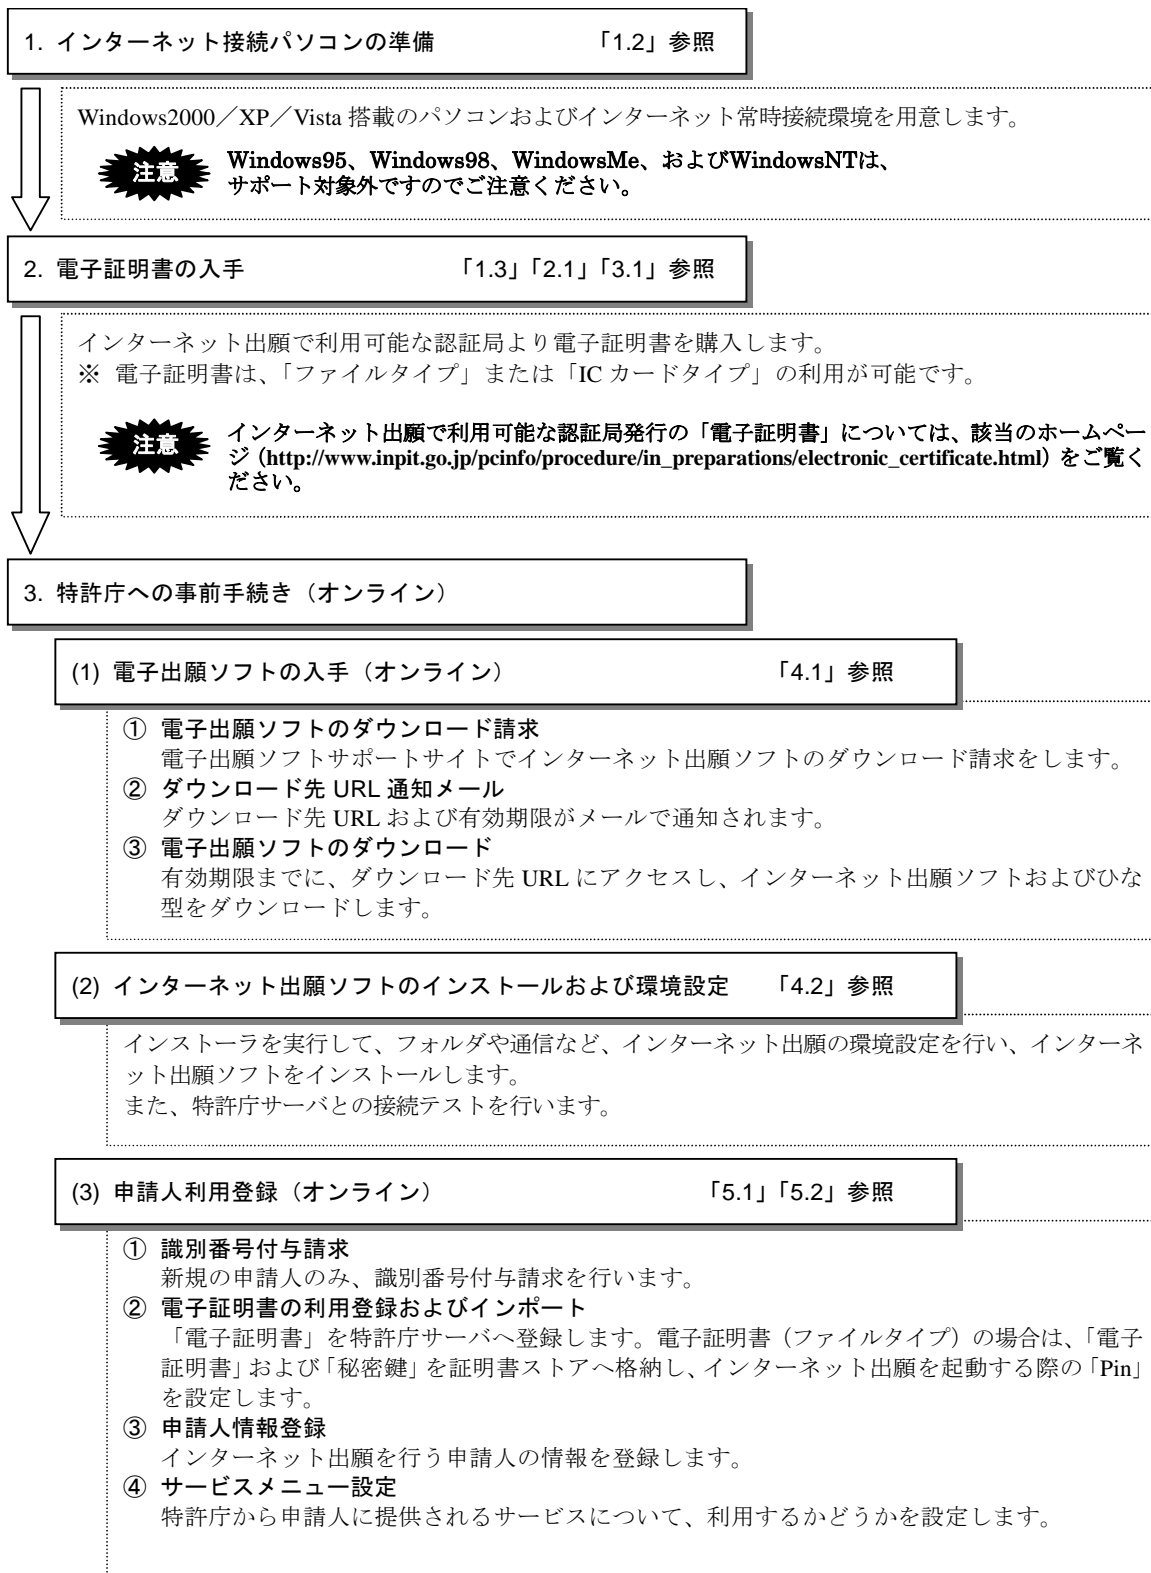 1. インターネット接続パソコンの準備 「1.2」参照
Windows2000／XP／Vista 搭載のパソコンおよびインターネット常時接続環境を用意します。
注意 Windows95、Windows98、WindowsMe、およびWindowsNTは、
サポート対象外ですのでご注意ください。
2. 電子証明書の入手 「1.3」「2.1」「3.1」参照
インターネット出願で利用可能な認証局より電子証明書を購入します。
※ 電子証明書は、「ファイルタイプ」または「IC カードタイプ」の利用が可能です。
注意 インターネット出願で利用可能な認証局発行の「電子証明書」については、該当のホームペー
ジ（http://www.inpit.go.jp/pcinfo/procedure/in_preparations/electronic_certificate.html）をご覧く
ださい。
3. 特許庁への事前手続き（オンライン）
(1) 電子出願ソフトの入手（オンライン） 「4.1」参照
① 電子出願ソフトのダウンロード請求
電子出願ソフトサポートサイトでインターネット出願ソフトのダウンロード請求をします。
② ダウンロード先 URL 通知メール
ダウンロード先 URL および有効期限がメールで通知されます。
③ 電子出願ソフトのダウンロード
有効期限までに、ダウンロード先 URL にアクセスし、インターネット出願ソフトおよびひな
型をダウンロードします。
(2) インターネット出願ソフトのインストールおよび環境設定 「4.2」参照
インストーラを実行して、フォルダや通信など、インターネット出願の環境設定を行い、インターネ
ット出願ソフトをインストールします。
また、特許庁サーバとの接続テストを行います。
(3) 申請人利用登録（オンライン） 「5.1」「5.2」参照
① 識別番号付与請求
新規の申請人のみ、識別番号付与請求を行います。
② 電子証明書の利用登録およびインポート
「電子証明書」を特許庁サーバへ登録します。電子証明書（ファイルタイプ）の場合は、「電子
証明書」および「秘密鍵」を証明書ストアへ格納し、インターネット出願を起動する際の「Pin」
を設定します。
③ 申請人情報登録
インターネット出願を行う申請人の情報を登録します。
④ サービスメニュー設定
特許庁から申請人に提供されるサービスについて、利用するかどうかを設定します。